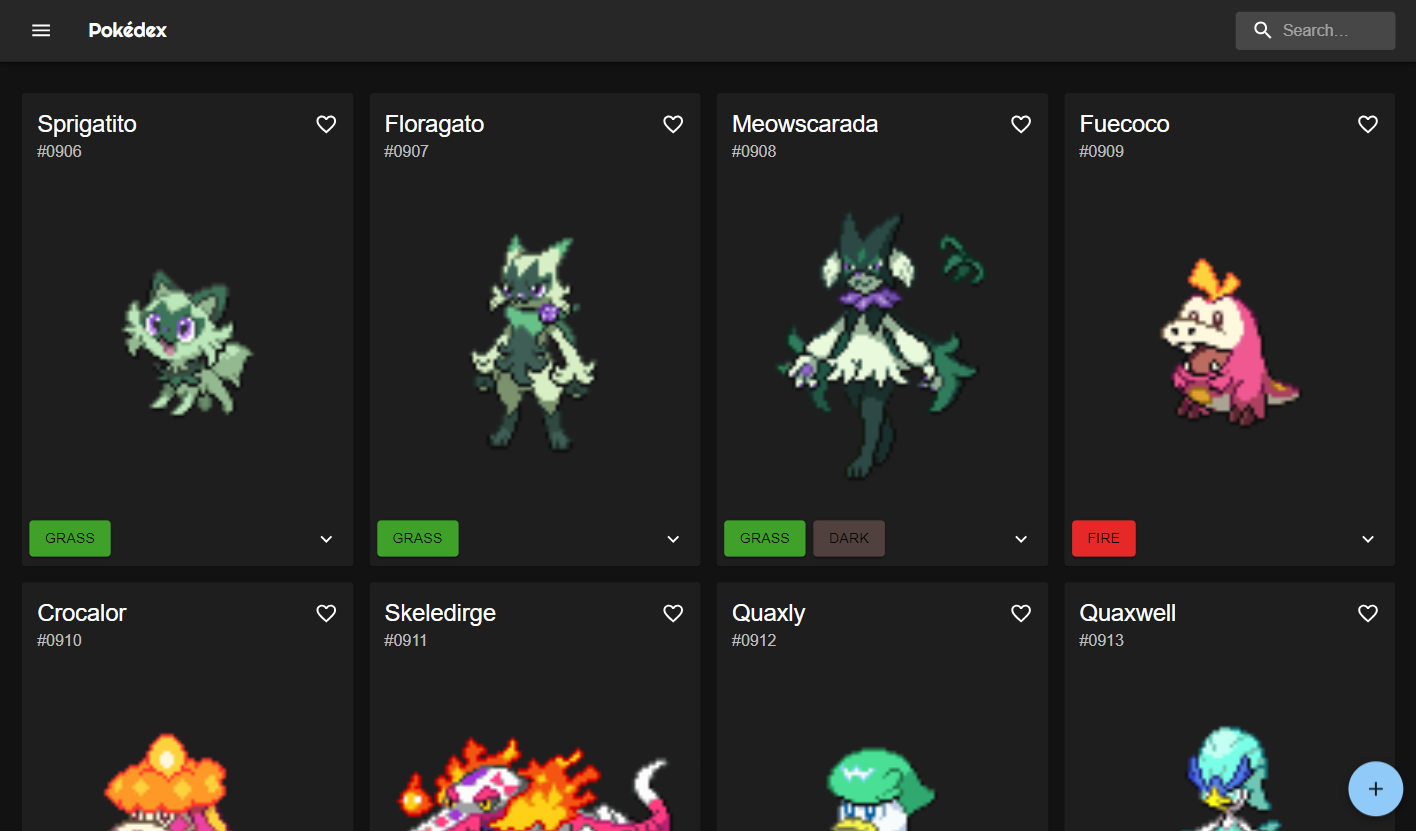 Pokédex
Search…
Sprigatito
#0906
GRASS
Floragato
#0907
GRASS
Meowscarada
#0908
GRASS DARK
Fuecoco
#0909
FIRE
Crocalor
#0910
Skeledirge
#0911
Quaxly
#0912
Quaxwell
#0913